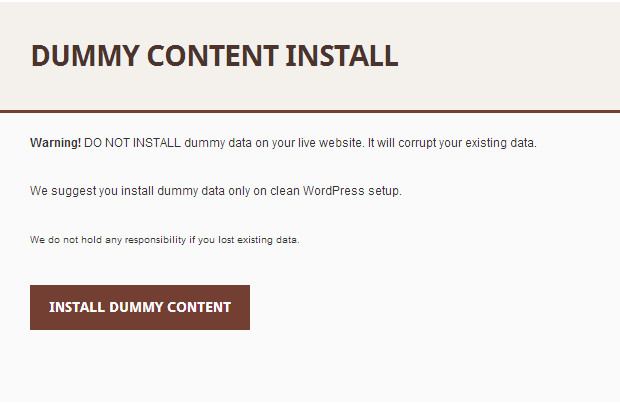 DUMMY CONTENT INSTALL
Warning! DO NOT INSTALL dummy data on your live website. It will corrupt your existing data.
We suggest you install dummy data only on clean WordPress setup.
We do not hold any responsibility if you lost existing data.
INSTALL DUMMY CONTENT